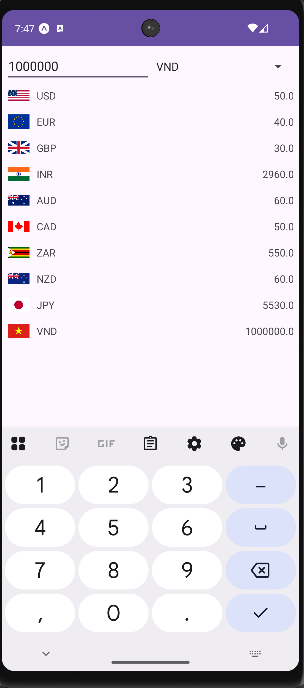 7:47
1000000 VND
USD 50.0
EUR 40.0
GBP 30.0
INR 2960.0
AUD 60.0
CAD 50.0
ZAR 550.0
NZD 60.0
JPY 5530.0
VND 1000000.0
GIF
1 2 3 –
4 5 6
7 8 9
, 0 .